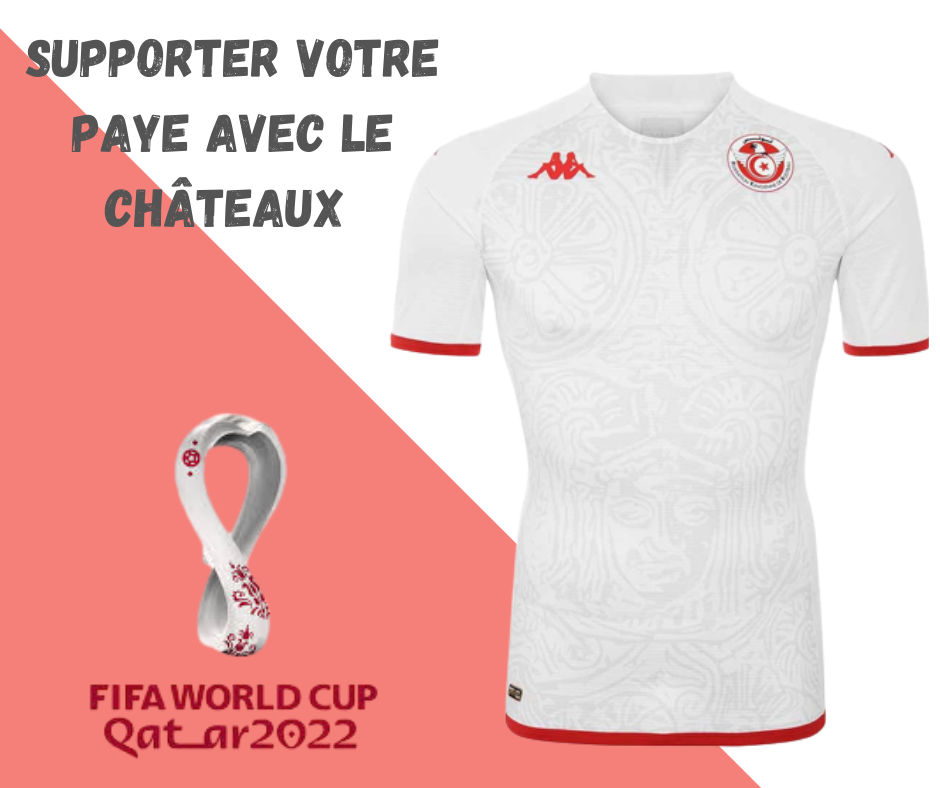 SUPPORTER VOTRE
PAYE AVEC LE
CHÂTEAUX
FIFA WORLD CUP
Qatar2022